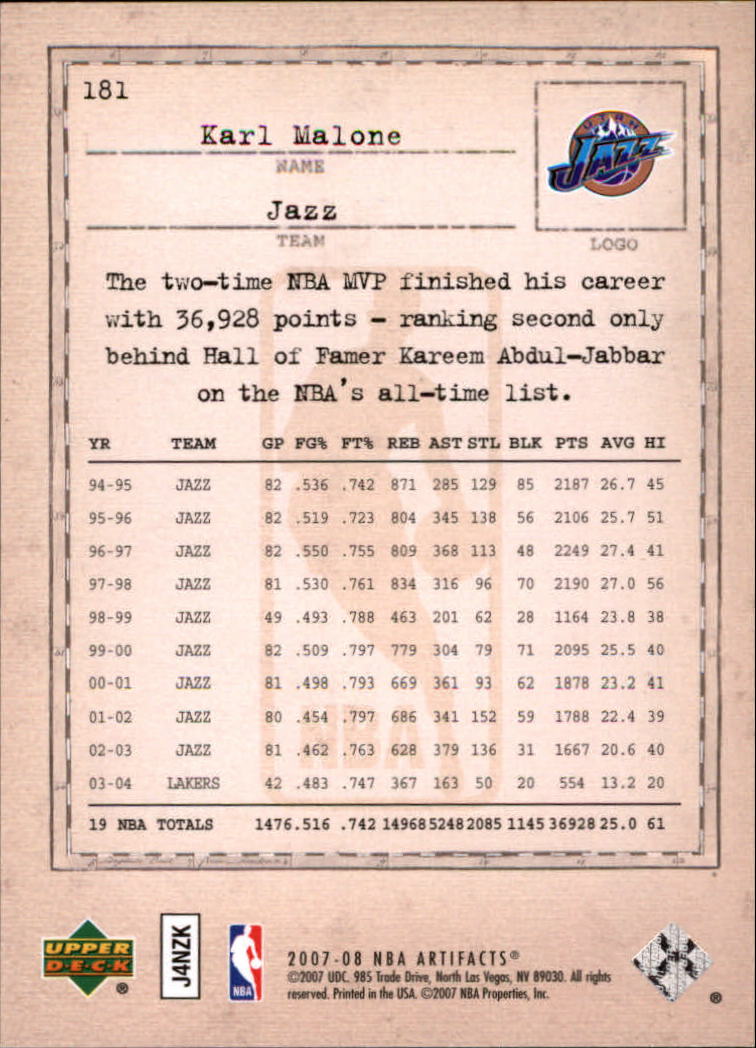 181
Karl Malone
NAME
Jazz
TEAM
UTAH
JAZZ
LOGO
The two-time NBA MVP finished his career
with 36,928 points - ranking second only
behind Hall of Famer Kareem Abdul-Jabbar
on the NBA's all-time list.
YR TEAM GP FG% FT% REB AST STL BLK PTS AVG HI
94-95 JAZZ 82 .536 .742 871 285 129 85 2187 26.7 45
95-96 JAZZ 82 .519 .723 804 345 138 56 2106 25.7 51
96-97 JAZZ 82 .550 .755 809 368 113 48 2249 27.4 41
97-98 JAZZ 81 .530 .761 834 316 96 70 2190 27.0 56
98-99 JAZZ 49 .493 .788 463 201 62 28 1164 23.8 38
99-00 JAZZ 82 .509 .797 779 304 79 71 2095 25.5 40
00-01 JAZZ 81 .498 .793 669 361 93 62 1878 23.2 41
01-02 JAZZ 80 .454 .797 686 341 152 59 1788 22.4 39
02-03 JAZZ 81 .462 .763 628 379 136 31 1667 20.6 40
03-04 LAKERS 42 .483 .747 367 163 50 20 554 13.2 20
19 NBA TOTALS 1476 .516 .742 14968 5248 2085 1145 36928 25.0 61
NBA
UPPER
DECK
®
J4NZK
NBA
2007-08 NBA ARTIFACTS®
©2007 UDC. 985 Trade Drive, North Las Vegas, NV 89030. All rights
reserved. Printed in the USA. ©2007 NBA Properties, Inc.
®